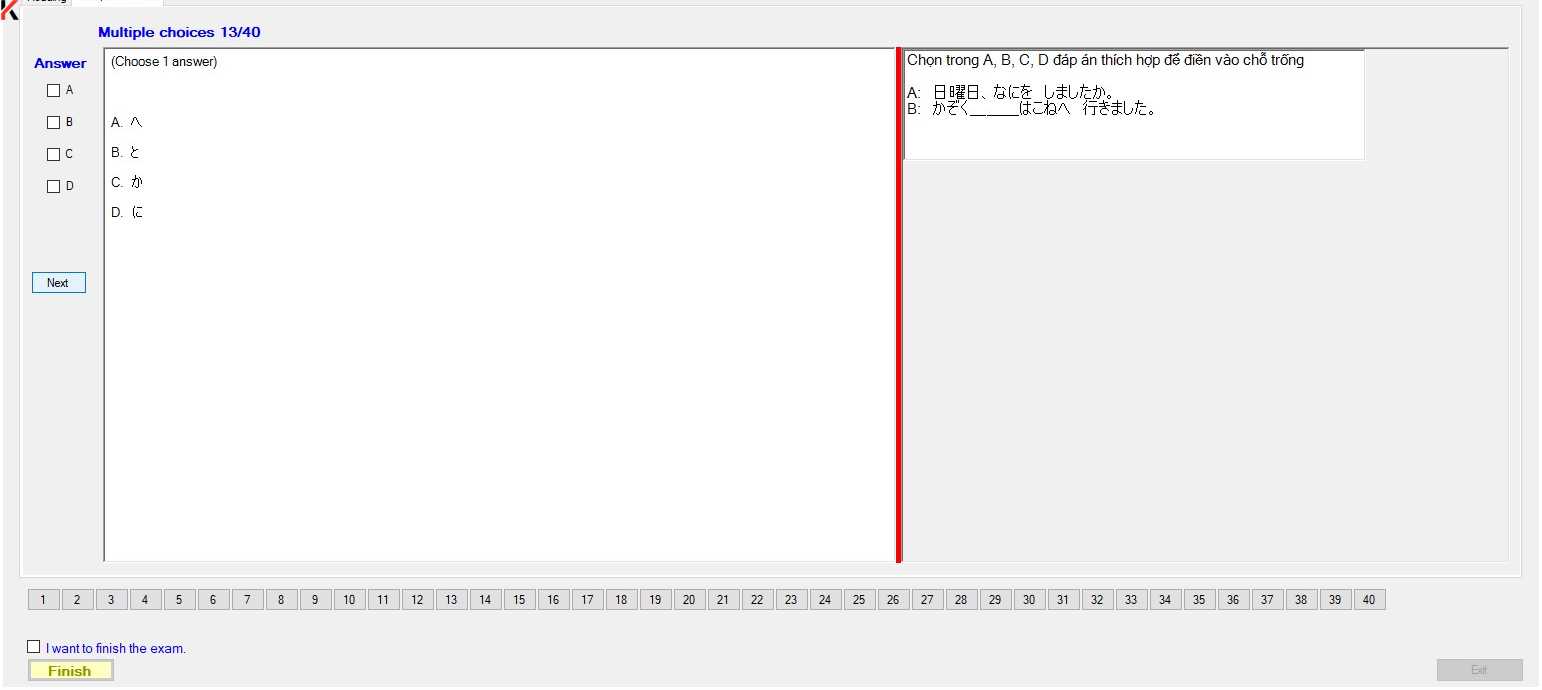 Multiple choices 13/40
Answer
A
B
C
D
Next
(Choose 1 answer)
A. へ
B. と
C. か
D. に
Chọn trong A, B, C, D đáp án thích hợp để điền vào chỗ trống
A: 日曜日、なにを しましたか。
B: かぞく______はこねへ 行きました。
1 2 3 4 5 6 7 8 9 10 11 12 13 14 15 16 17 18 19 20 21 22 23 24 25 26 27 28 29 30 31 32 33 34 35 36 37 38 39 40
I want to finish the exam.
Finish
Exit